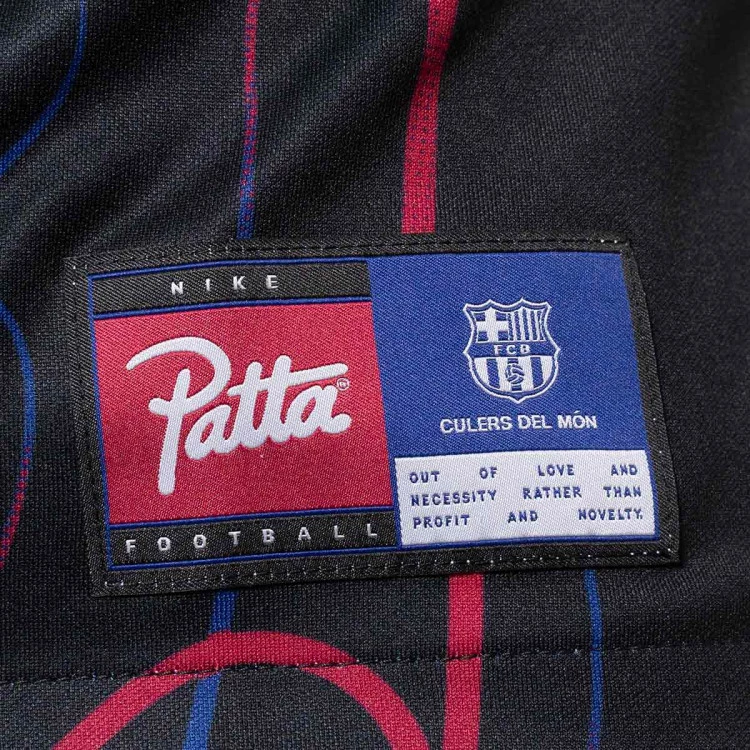 NIKE
Patta®
FOOTBALL
FCB
CULERS DEL MÓN
OUT OF LOVE AND
NECESSITY RATHER THAN
PROFIT AND NOVELTY.